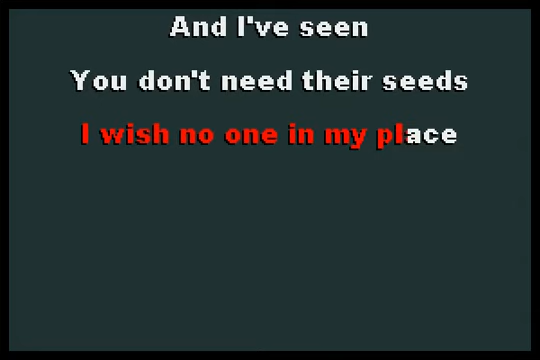 And I've seen
You don't need their seeds
I wish no one in my place